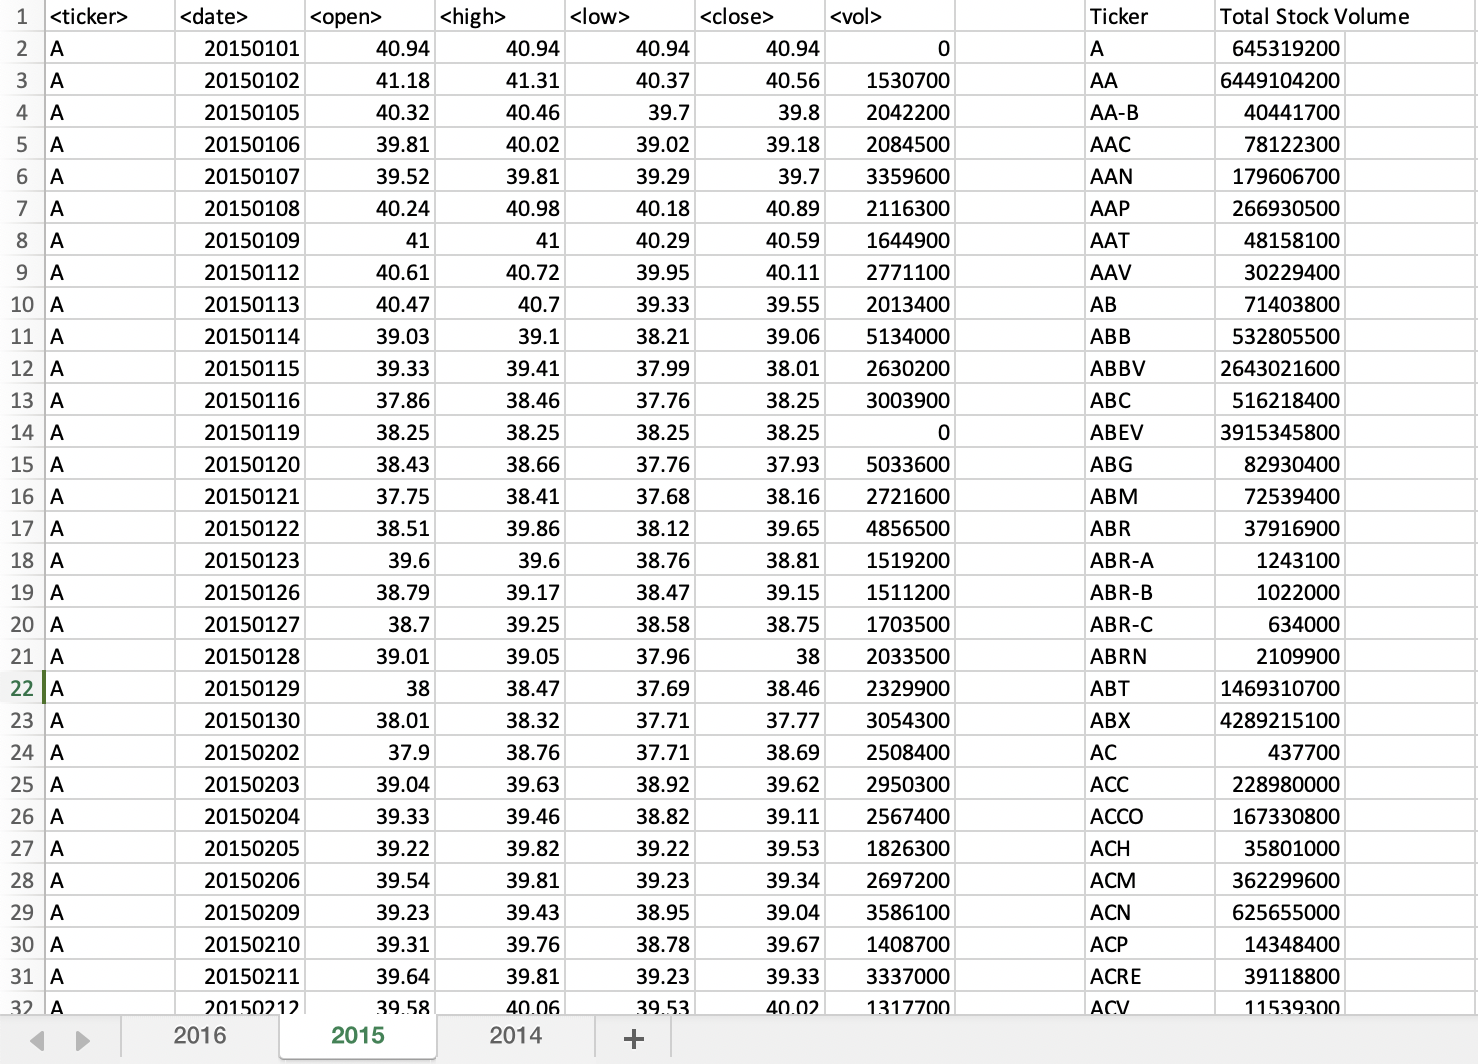 1 <ticker> <date> <open> <high> <low> <close> <vol> Ticker Total Stock Volume
2 A 20150101 40.94 40.94 40.94 40.94 0 A 645319200
3 A 20150102 41.18 41.31 40.37 40.56 1530700 AA 6449104200
4 A 20150105 40.32 40.46 39.7 39.8 2042200 AA-B 40441700
5 A 20150106 39.81 40.02 39.02 39.18 2084500 AAC 78122300
6 A 20150107 39.52 39.81 39.29 39.7 3359600 AAN 179606700
7 A 20150108 40.24 40.98 40.18 40.89 2116300 AAP 266930500
8 A 20150109 41 41 40.29 40.59 1644900 AAT 48158100
9 A 20150112 40.61 40.72 39.95 40.11 2771100 AAV 30229400
10 A 20150113 40.47 40.7 39.33 39.55 2013400 AB 71403800
11 A 20150114 39.03 39.1 38.21 39.06 5134000 ABB 532805500
12 A 20150115 39.33 39.41 37.99 38.01 2630200 ABBV 2643021600
13 A 20150116 37.86 38.46 37.76 38.25 3003900 ABC 516218400
14 A 20150119 38.25 38.25 38.25 38.25 0 ABEV 3915345800
15 A 20150120 38.43 38.66 37.76 37.93 5033600 ABG 82930400
16 A 20150121 37.75 38.41 37.68 38.16 2721600 ABM 72539400
17 A 20150122 38.51 39.86 38.12 39.65 4856500 ABR 37916900
18 A 20150123 39.6 39.6 38.76 38.81 1519200 ABR-A 1243100
19 A 20150126 38.79 39.17 38.47 39.15 1511200 ABR-B 1022000
20 A 20150127 38.7 39.25 38.58 38.75 1703500 ABR-C 634000
21 A 20150128 39.01 39.05 37.96 38 2033500 ABRN 2109900
22 A 20150129 38 38.47 37.69 38.46 2329900 ABT 1469310700
23 A 20150130 38.01 38.32 37.71 37.77 3054300 ABX 4289215100
24 A 20150202 37.9 38.76 37.71 38.69 2508400 AC 437700
25 A 20150203 39.04 39.63 38.92 39.62 2950300 ACC 228980000
26 A 20150204 39.33 39.46 38.82 39.11 2567400 ACCO 167330800
27 A 20150205 39.22 39.82 39.22 39.53 1826300 ACH 35801000
28 A 20150206 39.54 39.81 39.23 39.34 2697200 ACM 362299600
29 A 20150209 39.23 39.43 38.95 39.04 3586100 ACN 625655000
30 A 20150210 39.31 39.76 38.78 39.67 1408700 ACP 14348400
31 A 20150211 39.64 39.81 39.23 39.33 3337000 ACRE 39118800
32 A 20150212 39.58 40.06 39.53 40.02 1317700 ACV 11539300
2016 2015 2014 +